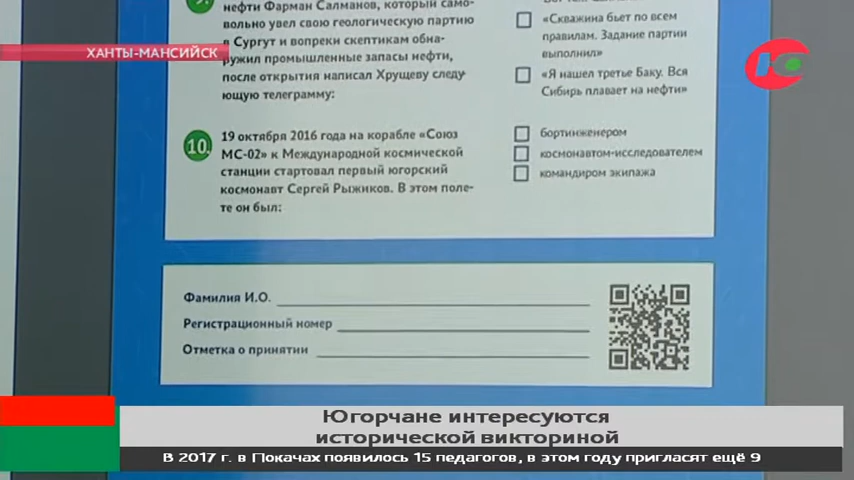 нефти Фарман Салманов, который само-
вольно увел свою геологическую партию
в Сургут и вопреки скептикам обна-
ружил промышленные запасы нефти,
после открытия написал Хрущеву следу-
ющую телеграмму:
«Скважина бьет по всем
правилам. Задание партии
выполнил»
«Я нашел третье Баку. Вся
Сибирь плавает на нефти»
10.
19 октября 2016 года на корабле «Союз
МС-02» к Международной космической
станции стартовал первый югорский
космонавт Сергей Рыжиков. В этом поле-
те он был:
бортинженером
космонавтом-исследователем
командиром экипажа
Фамилия И.О.
Регистрационный номер
Отметка о принятии
ХАНТЫ-МАНСИЙСК
Ю
Югорчане интересуются
исторической викториной
В 2017 г. в Покачах появилось 15 педагогов, в этом году пригласят ещё 9